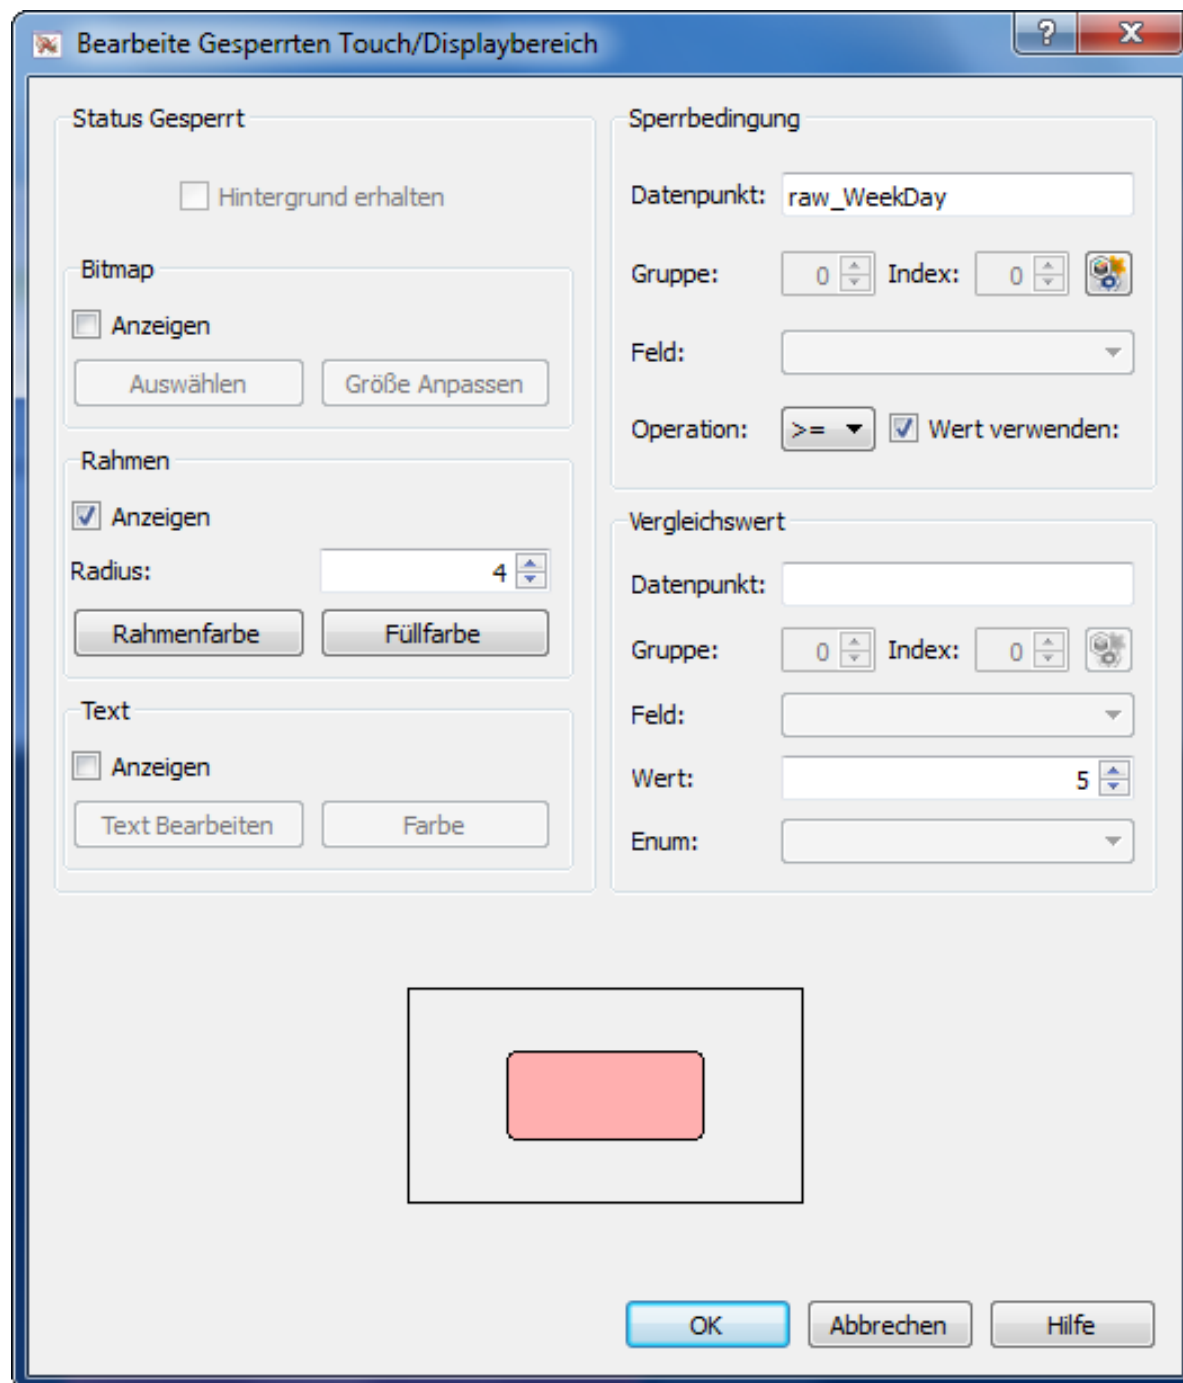 Bearbeite Gesperrten Touch/Displaybereich
?
Status Gesperrt
Hintergrund erhalten
Bitmap
Anzeigen
Auswählen Größe Anpassen
Rahmen
Anzeigen
Radius: 4
Rahmenfarbe Füllfarbe
Text
Anzeigen
Text Bearbeiten Farbe
Sperrbedingung
Datenpunkt: raw_WeekDay
Gruppe: 0 Index: 0
Feld:
Operation: >= Wert verwenden:
Vergleichswert
Datenpunkt:
Gruppe: 0 Index: 0
Feld:
Wert: 5
Enum:
OK Abbrechen Hilfe